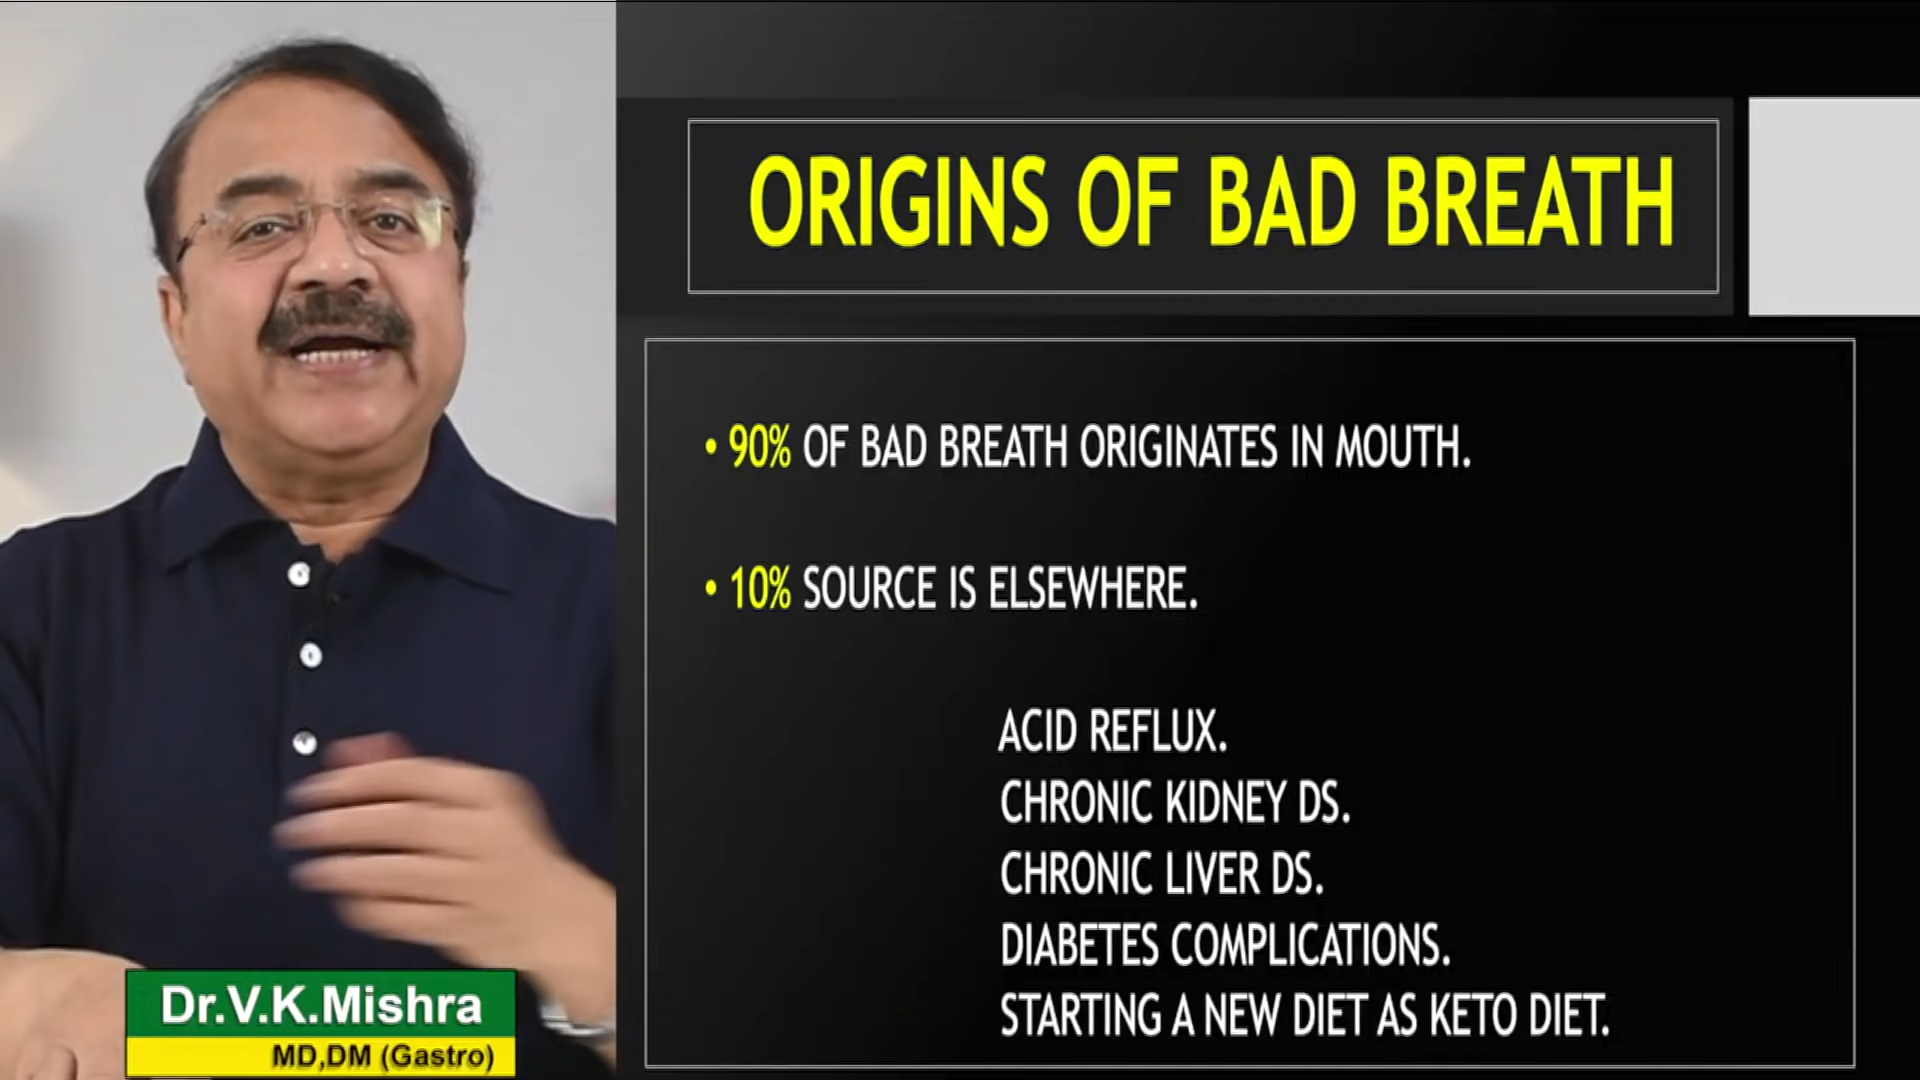 ORIGINS OF BAD BREATH
• 90% OF BAD BREATH ORIGINATES IN MOUTH.
• 10% SOURCE IS ELSEWHERE.
ACID REFLUX.
CHRONIC KIDNEY DS.
CHRONIC LIVER DS.
DIABETES COMPLICATIONS.
STARTING A NEW DIET AS KETO DIET.
Dr.V.K.Mishra
MD,DM (Gastro)